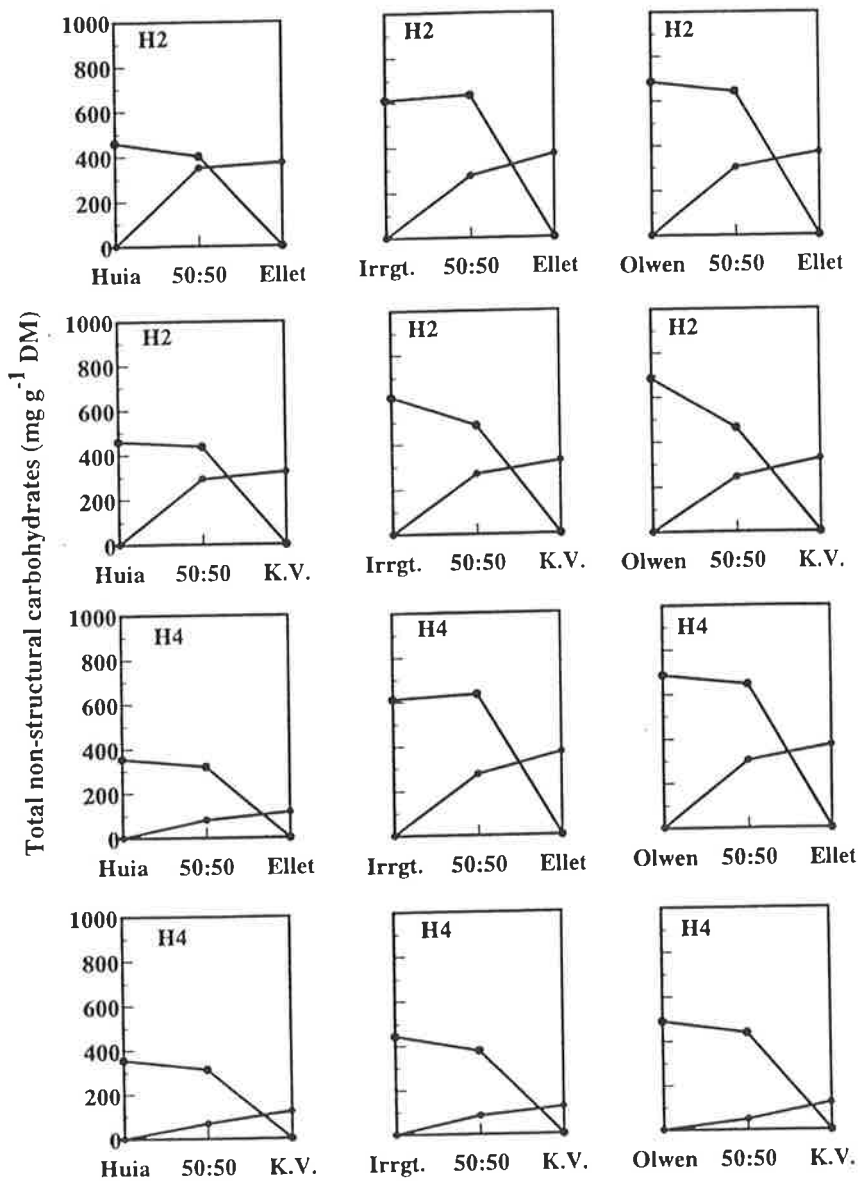 Total non-structural carbohydrates (mg g-1 DM)
1000
800
600
400
200
0
H2
H2
H2
Huia 50:50 Ellet
Irrgt. 50:50 Ellet
Olwen 50:50 Ellet
1000
800
600
400
200
0
H2
H2
H2
Huia 50:50 K.V.
Irrgt. 50:50 K.V.
Olwen 50:50 K.V.
1000
800
600
400
200
0
H4
H4
H4
Huia 50:50 Ellet
Irrgt. 50:50 Ellet
Olwen 50:50 Ellet
1000
800
600
400
200
0
H4
H4
H4
Huia 50:50 K.V.
Irrgt. 50:50 K.V.
Olwen 50:50 K.V.